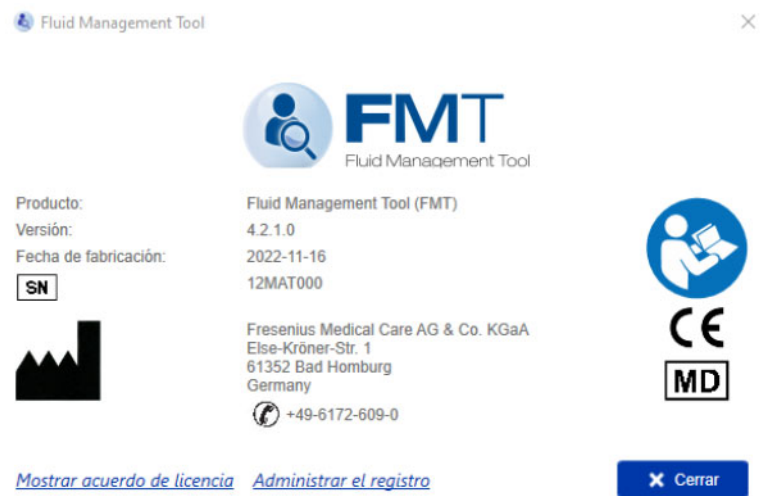 Fluid Management Tool
FMT
Fluid Management Tool
Producto: Fluid Management Tool (FMT)
Versión: 4.2.1.0
Fecha de fabricación: 2022-11-16
SN 12MAT000
Fresenius Medical Care AG & Co. KGaA
Else-Kröner-Str. 1
61352 Bad Homburg
Germany
+49-6172-609-0
CE
MD
Mostrar acuerdo de licencia Administrar el registro Cerrar